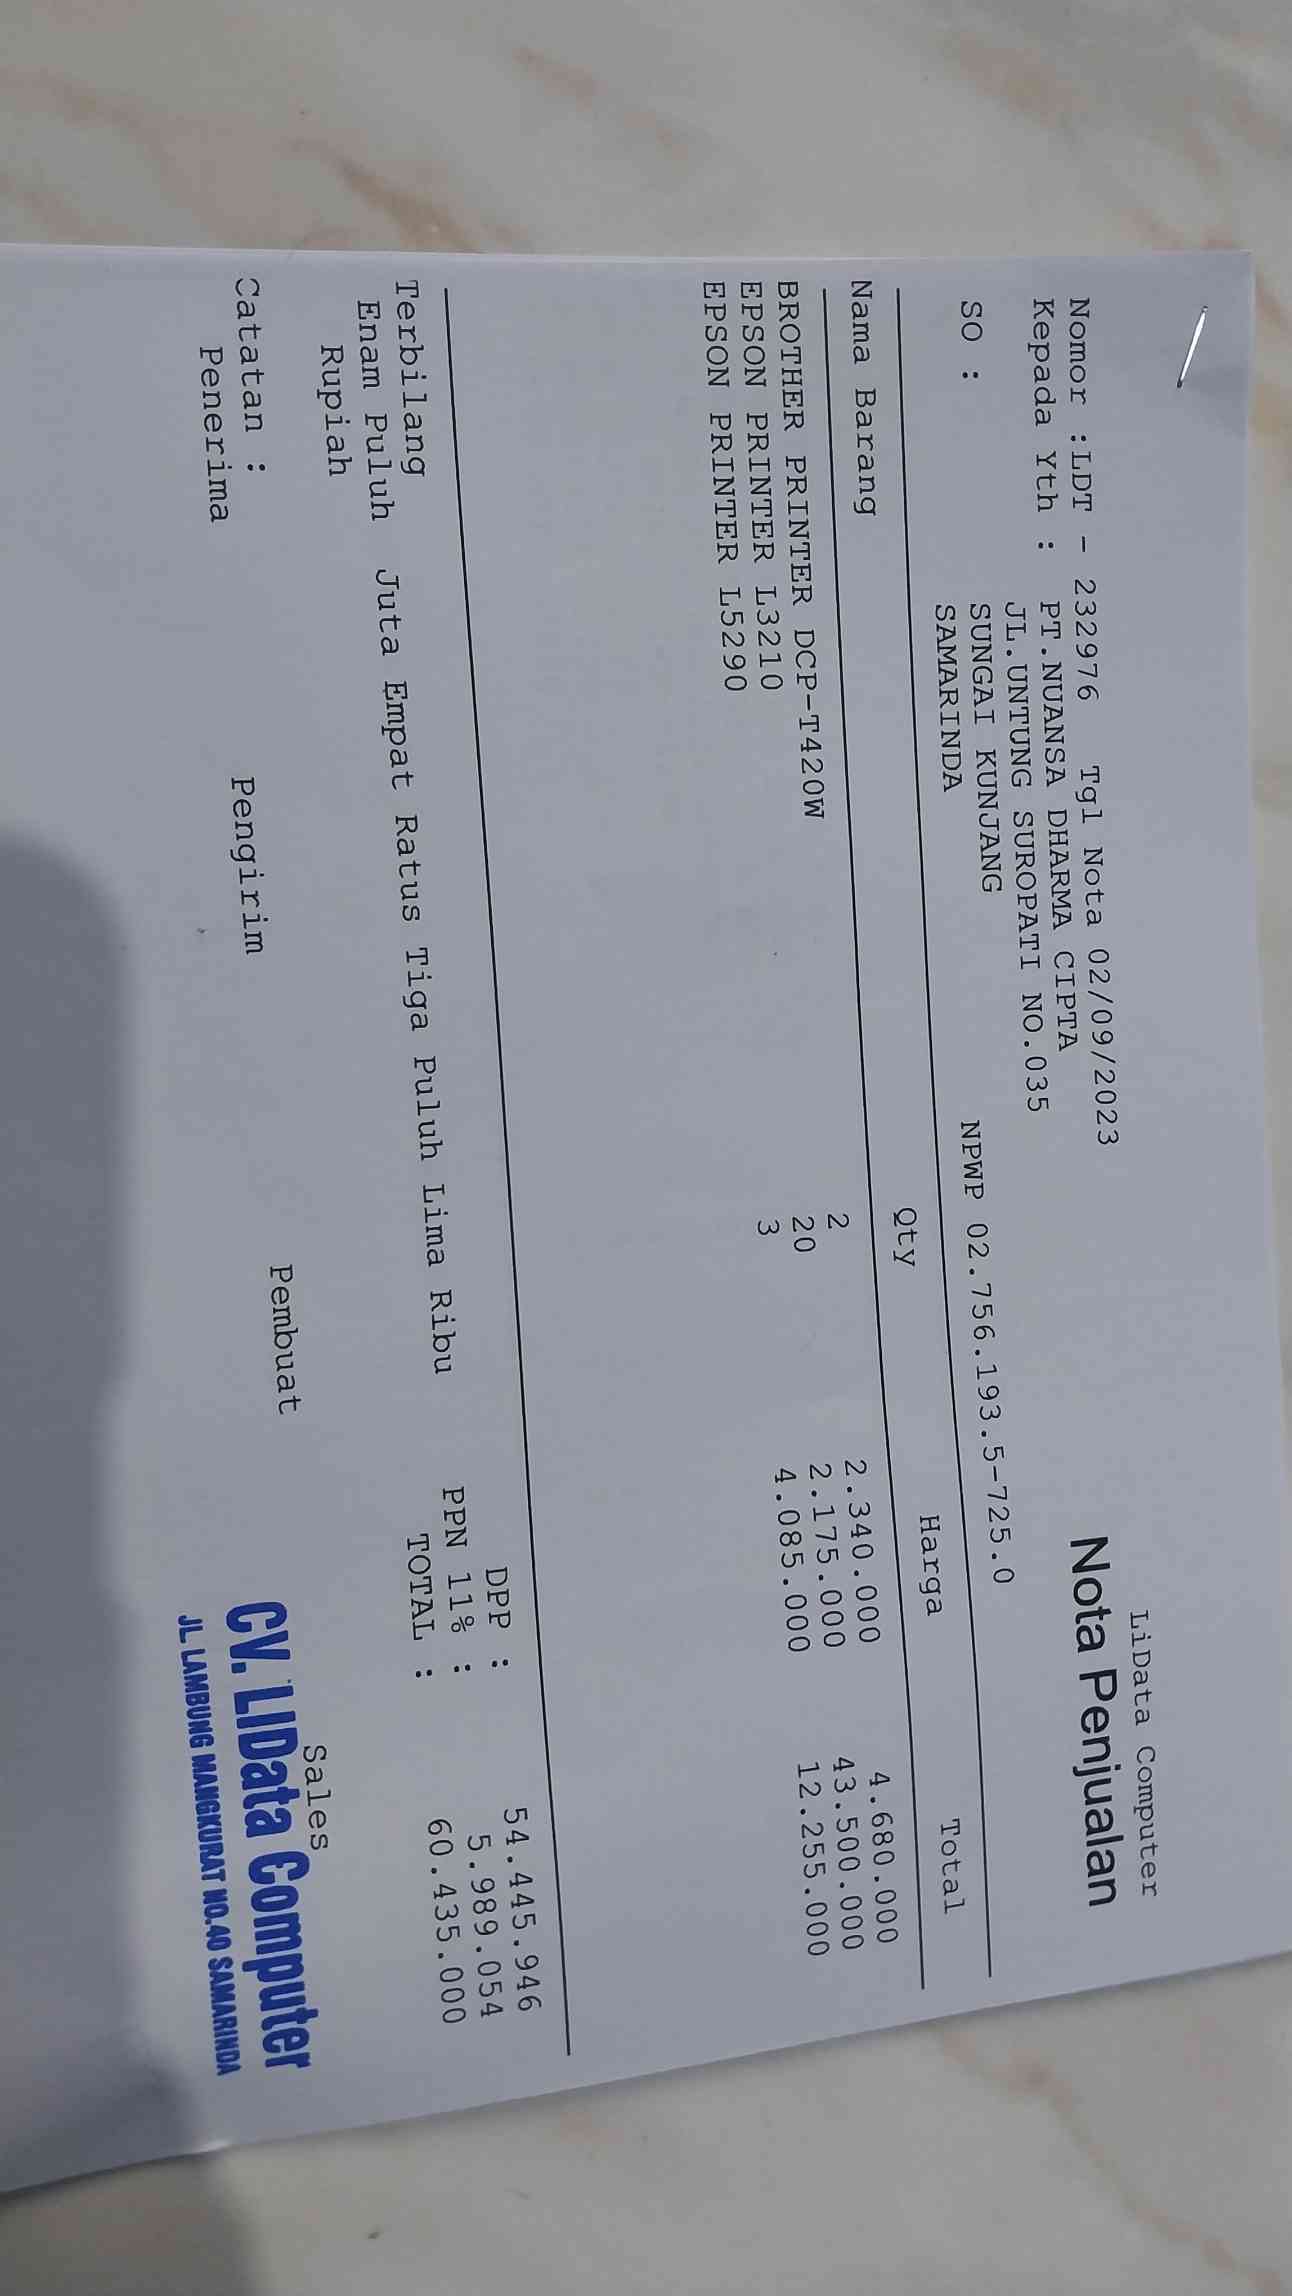 LiData Computer
Nota Penjualan
Nomor :LDT - 232976 Tgl Nota 02/09/2023
Kepada Yth : PT.NUANSA DHARMA CIPTA
JL.UNTUNG SUROPATI NO.035
SUNGAI KUNJANG
SO : SAMARINDA NPWP 02.756.193.5-725.0
Nama Barang Qty Harga Total
BROTHER PRINTER DCP-T420W 2 2.340.000 4.680.000
EPSON PRINTER L3210 20 2.175.000 43.500.000
EPSON PRINTER L5290 3 4.085.000 12.255.000
DPP : 54.445.946
PPN 11% : 5.989.054
TOTAL : 60.435.000
Terbilang
Enam Puluh Juta Empat Ratus Tiga Puluh Lima Ribu
Rupiah
Catatan :
Penerima Pengirim Pembuat Sales
CV. LIData Computer
JL. LAMBUNG MANGKURAT NO.40 SAMARINDA